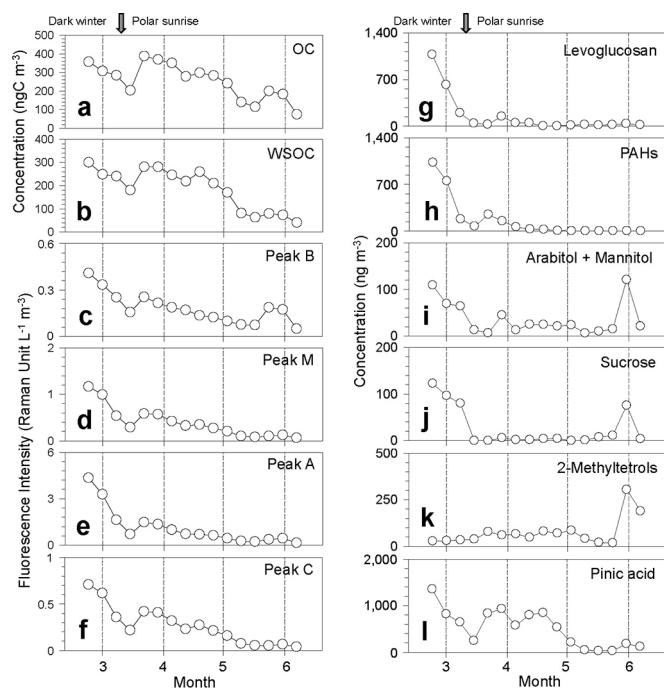 Dark winter Polar sunrise
Dark winter Polar sunrise
Concentration (ngC m-3)
500
400
300
200
100
0
OC
a
400
300
200
100
0
WSOC
b
Fluorescence Intensity (Raman Unit L-1 m-3)
0.6
0.3
0
Peak B
c
2
1
0
Peak M
d
6
3
0
Peak A
e
1
0.5
0
Peak C
f
3 4 5 6
Month
Concentration (ng m-3)
1,400
700
0
Levoglucosan
g
1,400
700
0
PAHs
h
200
100
0
Arabitol + Mannitol
i
200
100
0
Sucrose
j
500
250
0
2-Methyltetrols
k
2,000
1,000
0
Pinic acid
l
3 4 5 6
Month